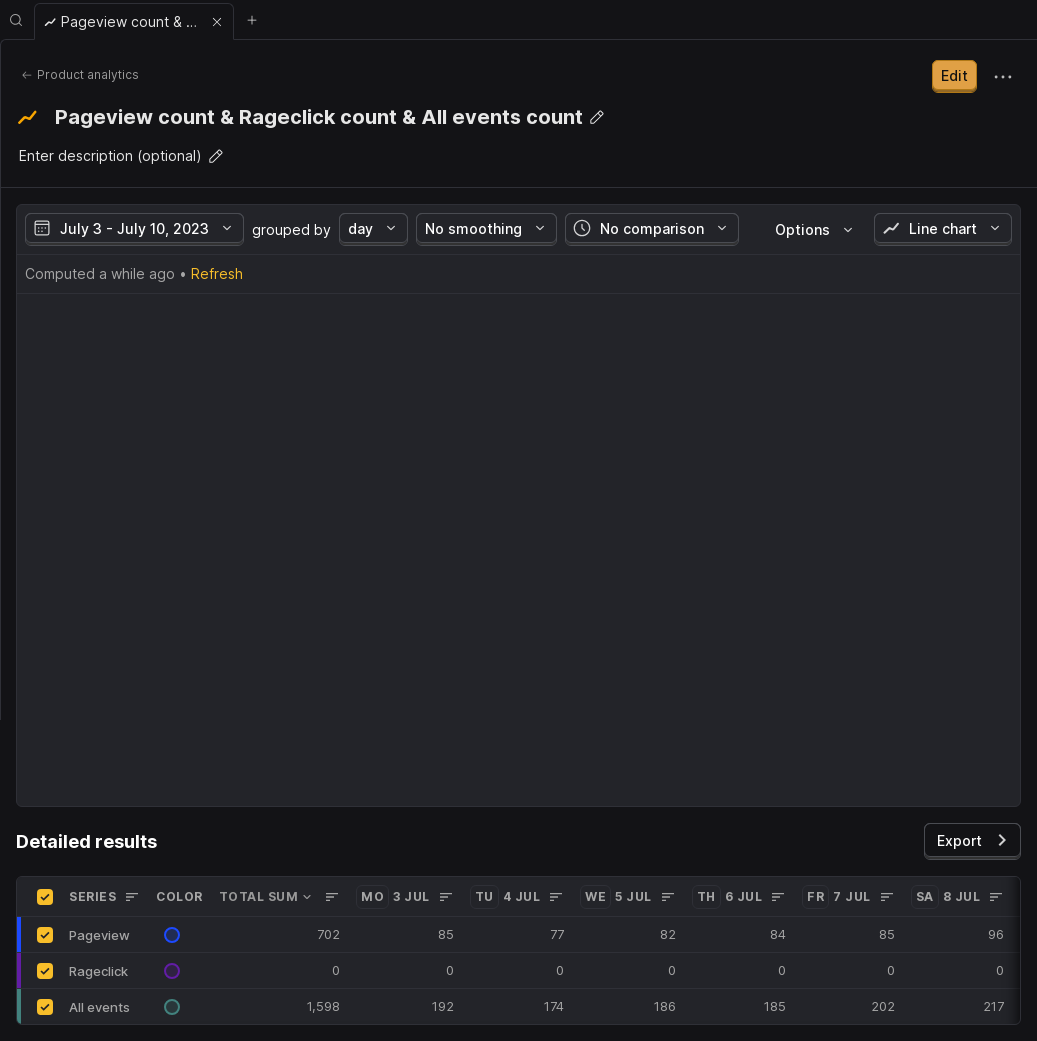 Pageview count & ...
Product analytics
Edit
Pageview count & Rageclick count & All events count
Enter description (optional)
July 3 - July 10, 2023 grouped by day No smoothing No comparison Options Line chart
Computed a while ago • Refresh
Detailed results
Export
SERIES COLOR TOTAL SUM MO 3 JUL TU 4 JUL WE 5 JUL TH 6 JUL FR 7 JUL SA 8 JUL
Pageview 702 85 77 82 84 85 96
Rageclick 0 0 0 0 0 0 0
All events 1,598 192 174 186 185 202 217